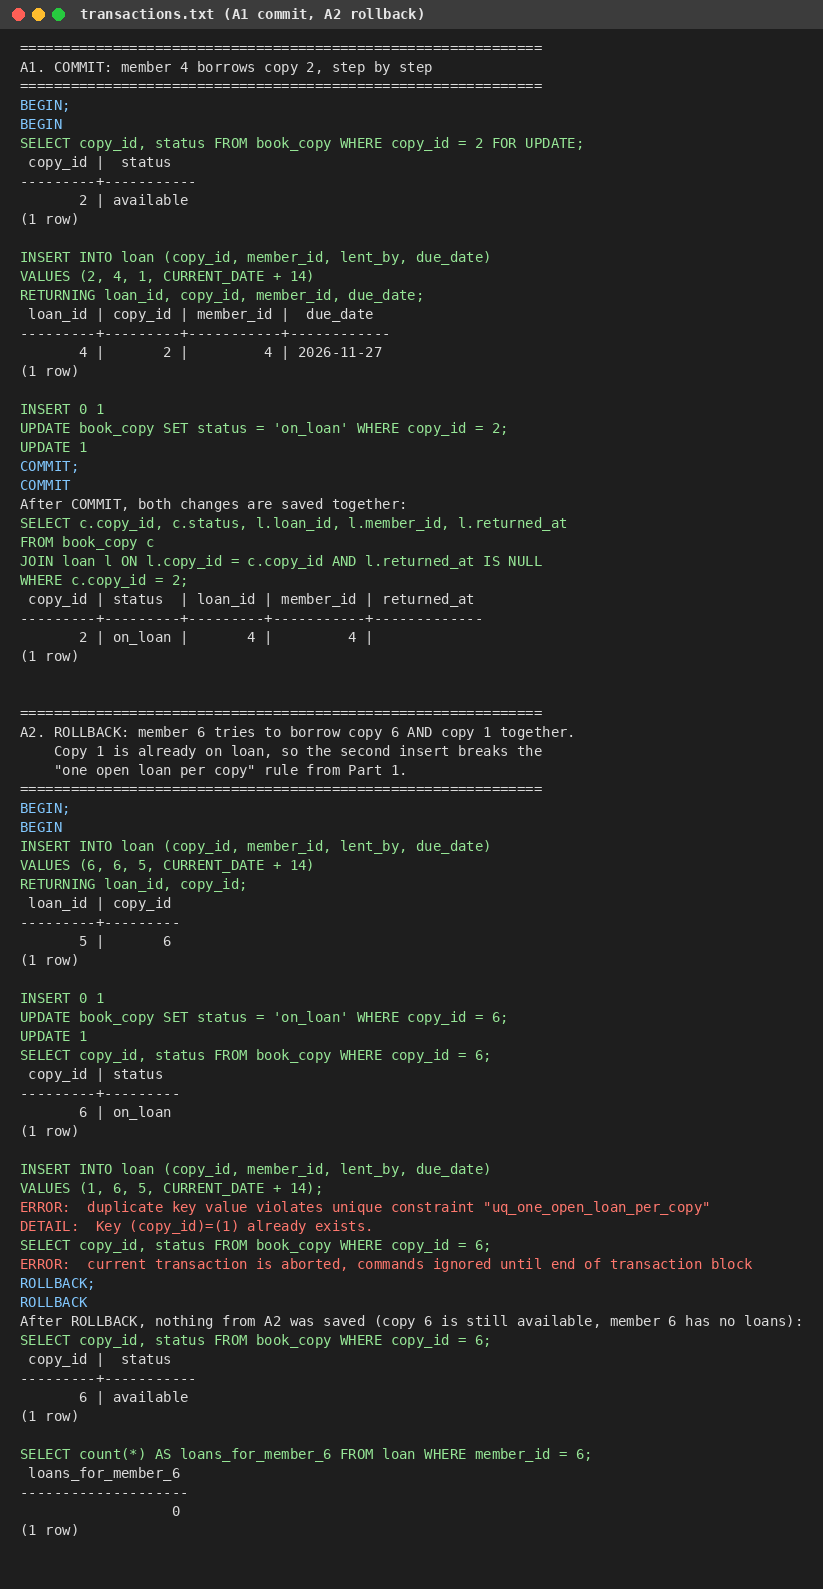 transactions.txt (A1 commit, A2 rollback)
==============================================================
A1. COMMIT: member 4 borrows copy 2, step by step
==============================================================
BEGIN;
BEGIN
SELECT copy_id, status FROM book_copy WHERE copy_id = 2 FOR UPDATE;
 copy_id |  status
---------+-----------
       2 | available
(1 row)

INSERT INTO loan (copy_id, member_id, lent_by, due_date)
VALUES (2, 4, 1, CURRENT_DATE + 14)
RETURNING loan_id, copy_id, member_id, due_date;
 loan_id | copy_id | member_id |  due_date
---------+---------+-----------+------------
       4 |       2 |         4 | 2026-11-27
(1 row)

INSERT 0 1
UPDATE book_copy SET status = 'on_loan' WHERE copy_id = 2;
UPDATE 1
COMMIT;
COMMIT
After COMMIT, both changes are saved together:
SELECT c.copy_id, c.status, l.loan_id, l.member_id, l.returned_at
FROM book_copy c
JOIN loan l ON l.copy_id = c.copy_id AND l.returned_at IS NULL
WHERE c.copy_id = 2;
 copy_id | status  | loan_id | member_id | returned_at
---------+---------+---------+-----------+-------------
       2 | on_loan |       4 |         4 |
(1 row)


==============================================================
A2. ROLLBACK: member 6 tries to borrow copy 6 AND copy 1 together.
    Copy 1 is already on loan, so the second insert breaks the
    "one open loan per copy" rule from Part 1.
==============================================================
BEGIN;
BEGIN
INSERT INTO loan (copy_id, member_id, lent_by, due_date)
VALUES (6, 6, 5, CURRENT_DATE + 14)
RETURNING loan_id, copy_id;
 loan_id | copy_id
---------+---------
       5 |       6
(1 row)

INSERT 0 1
UPDATE book_copy SET status = 'on_loan' WHERE copy_id = 6;
UPDATE 1
SELECT copy_id, status FROM book_copy WHERE copy_id = 6;
 copy_id | status
---------+---------
       6 | on_loan
(1 row)

INSERT INTO loan (copy_id, member_id, lent_by, due_date)
VALUES (1, 6, 5, CURRENT_DATE + 14);
ERROR:  duplicate key value violates unique constraint "uq_one_open_loan_per_copy"
DETAIL:  Key (copy_id)=(1) already exists.
SELECT copy_id, status FROM book_copy WHERE copy_id = 6;
ERROR:  current transaction is aborted, commands ignored until end of transaction block
ROLLBACK;
ROLLBACK
After ROLLBACK, nothing from A2 was saved (copy 6 is still available, member 6 has no loans):
SELECT copy_id, status FROM book_copy WHERE copy_id = 6;
 copy_id |  status
---------+-----------
       6 | available
(1 row)

SELECT count(*) AS loans_for_member_6 FROM loan WHERE member_id = 6;
 loans_for_member_6
--------------------
                  0
(1 row)